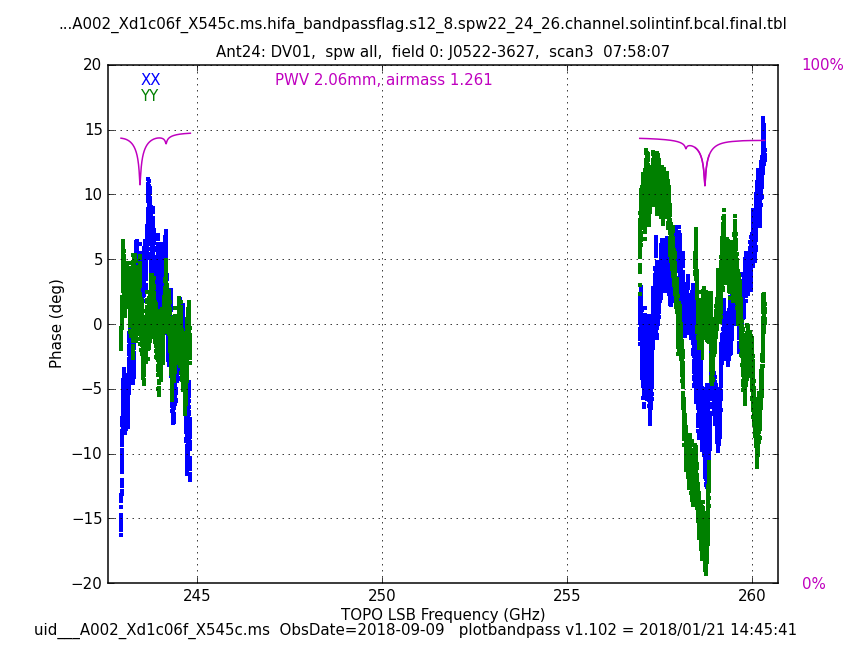 ...A002_Xd1c06f_X545c.ms.hifa_bandpassflag.s12_8.spw22_24_26.channel.solintinf.bcal.final.tbl
Ant24: DV01,  spw all,  field 0: J0522-3627,  scan3  07:58:07
20
100%
XX
PWV 2.06mm, airmass 1.261
YY
15
10
5
Phase (deg)
0
−5
−10
−15
−20
0%
245
250
255
260
TOPO LSB Frequency (GHz)
uid___A002_Xd1c06f_X545c.ms  ObsDate=2018-09-09   plotbandpass v1.102 = 2018/01/21 14:45:41